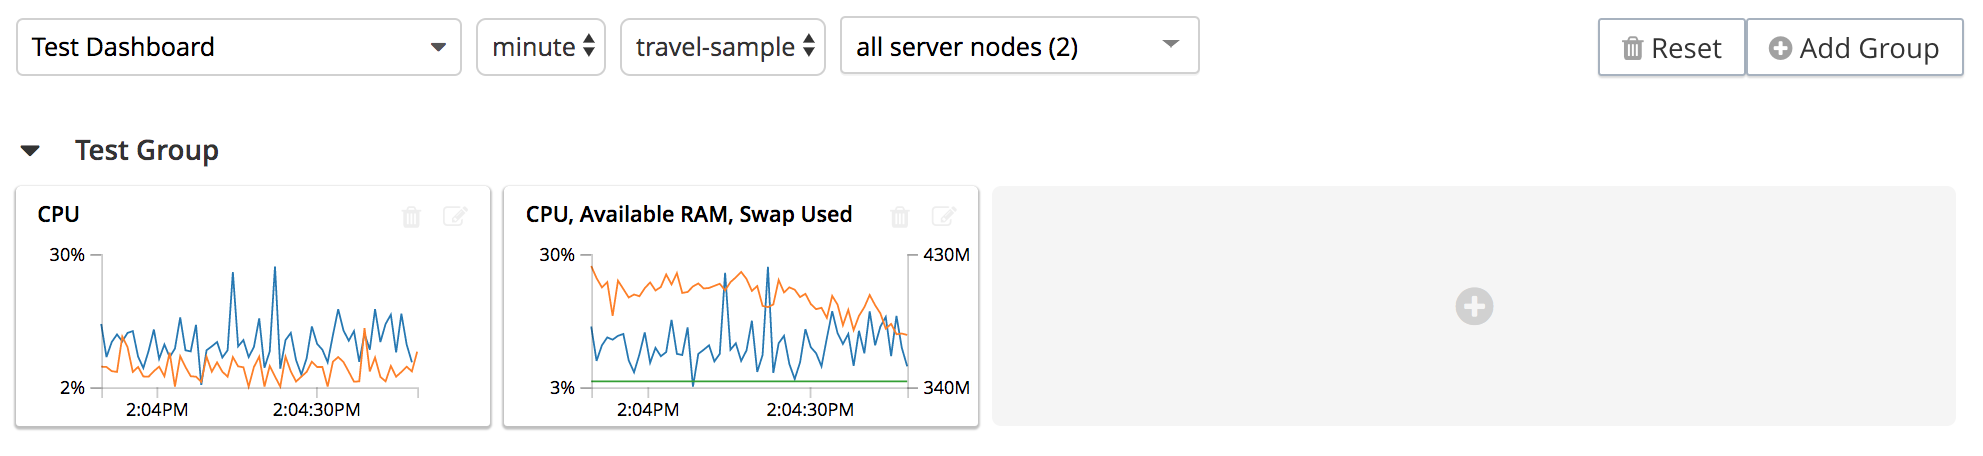 Test Dashboard minute travel-sample all server nodes (2) Reset Add Group
Test Group
CPU
30%
2%
2:04PM 2:04:30PM
CPU, Available RAM, Swap Used
30% 430M
3% 340M
2:04PM 2:04:30PM